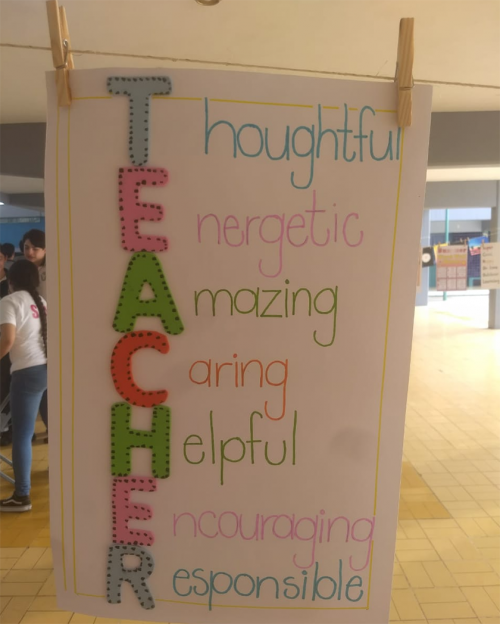 Thoughtful
Energetic
Amazing
Caring
Helpful
Encouraging
Responsible